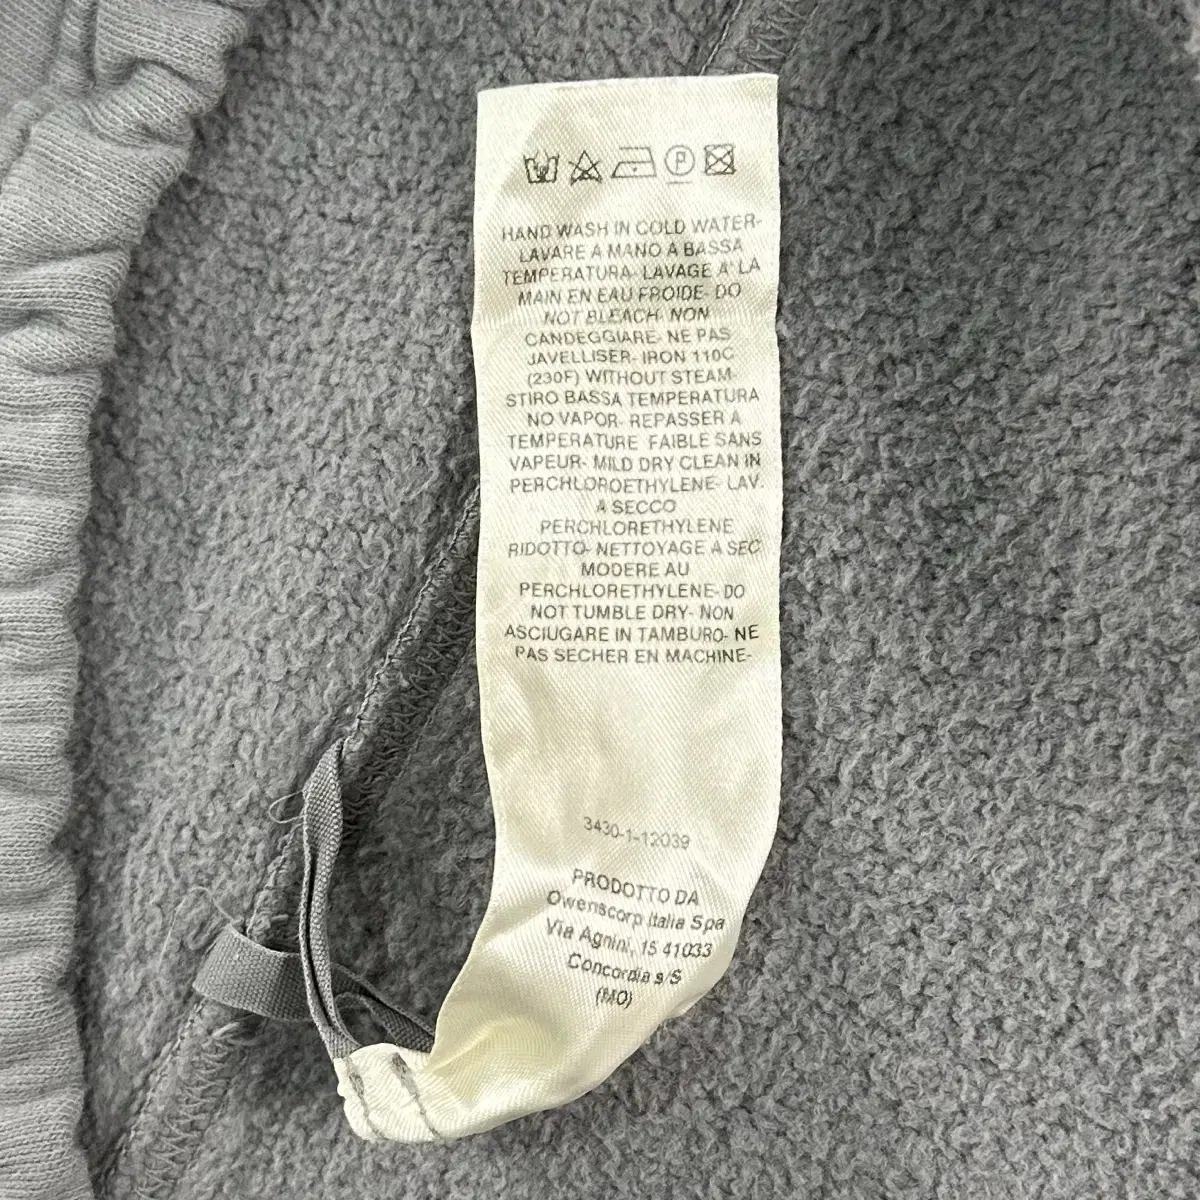 HAND WASH IN COLD WATER-
LAVARE A MANO A BASSA
TEMPERATURA- LAVAGE A' LA
MAIN EN EAU FROIDE- DO
NOT BLEACH- NON
CANDEGGIARE- NE PAS
JAVELLISER- IRON 110C
(230F) WITHOUT STEAM-
STIRO BASSA TEMPERATURA
NO VAPOR- REPASSER A
TEMPERATURE FAIBLE SANS
VAPEUR- MILD DRY CLEAN IN
PERCHLOROETHYLENE- LAV.
A SECCO
PERCHLORETHYLENE
RIDOTTO- NETTOYAGE A SEC
MODERE AU
PERCHLORETHYLENE- DO
NOT TUMBLE DRY- NON
ASCIUGARE IN TAMBURO- NE
PAS SECHER EN MACHINE-
3430-1-12039
PRODOTTO DA
Owenscorp Italia Spa
Via Agnini, 15 41033
Concordia s/S
(MO)